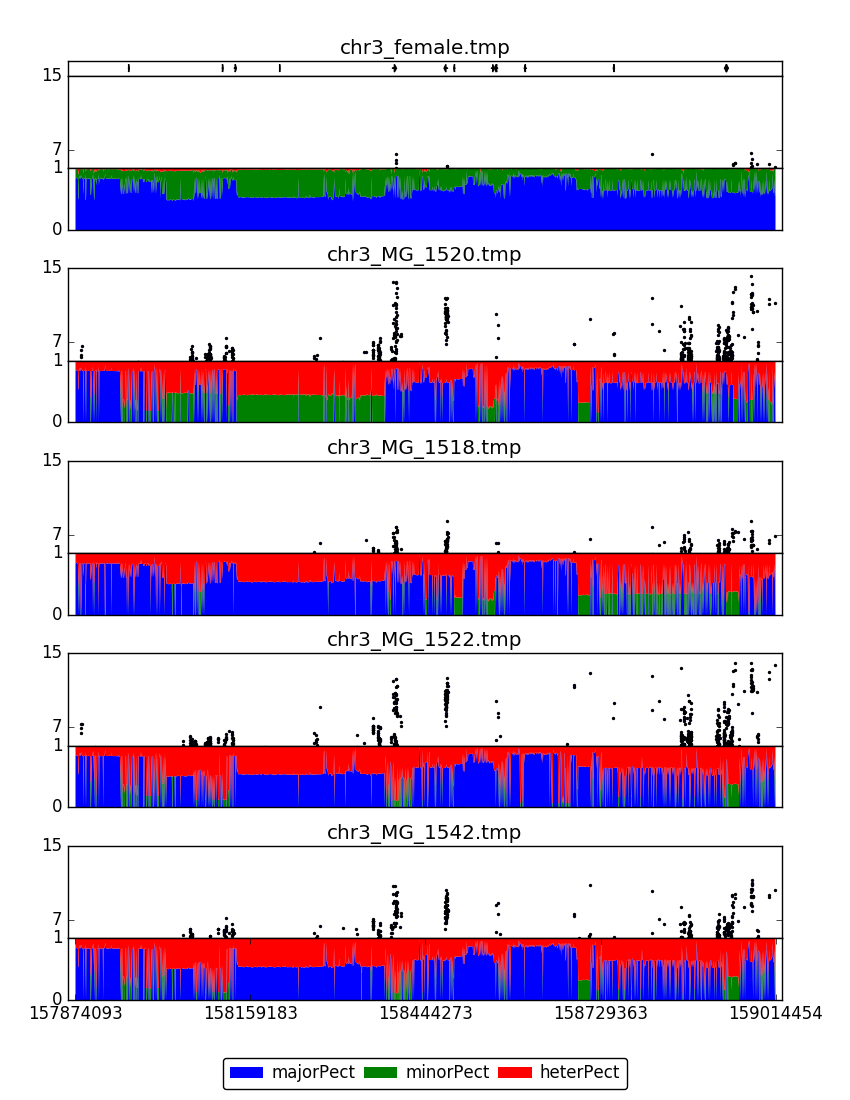 chr3_female.tmp
15
7
1
0
chr3_MG_1520.tmp
15
7
1
0
chr3_MG_1518.tmp
15
7
1
0
chr3_MG_1522.tmp
15
7
1
0
chr3_MG_1542.tmp
15
7
1
0
157874093 158159183 158444273 158729363 159014454
majorPect minorPect heterPect